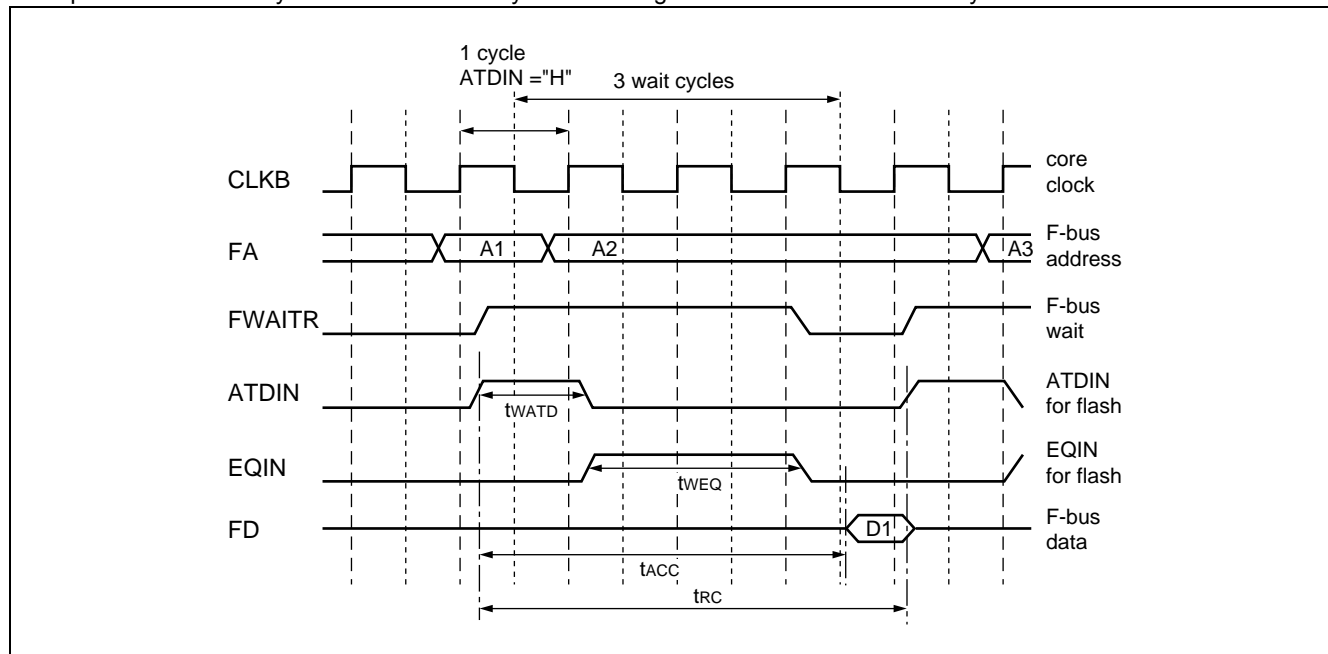 1 cycle
ATDIN ="H"
3 wait cycles
CLKB
core
clock
FA
A1
A2
A3
F-bus
address
FWAITR
F-bus
wait
ATDIN
tWATD
ATDIN
for flash
EQIN
tWEQ
EQIN
for flash
FD
D1
F-bus
data
tACC
tRC